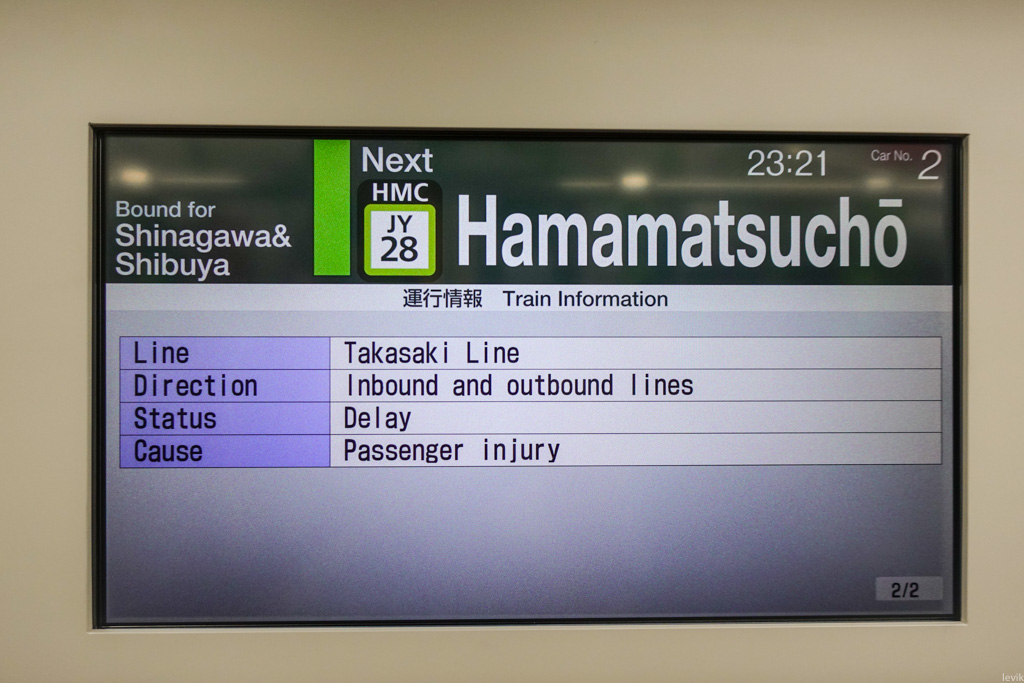 Next
23:21
Car No. 2
HMC
JY
28
Hamamatsuchō
Bound for
Shinagawa&
Shibuya
運行情報 Train Information
Line Takasaki Line
Direction Inbound and outbound lines
Status Delay
Cause Passenger injury
2/2
levik